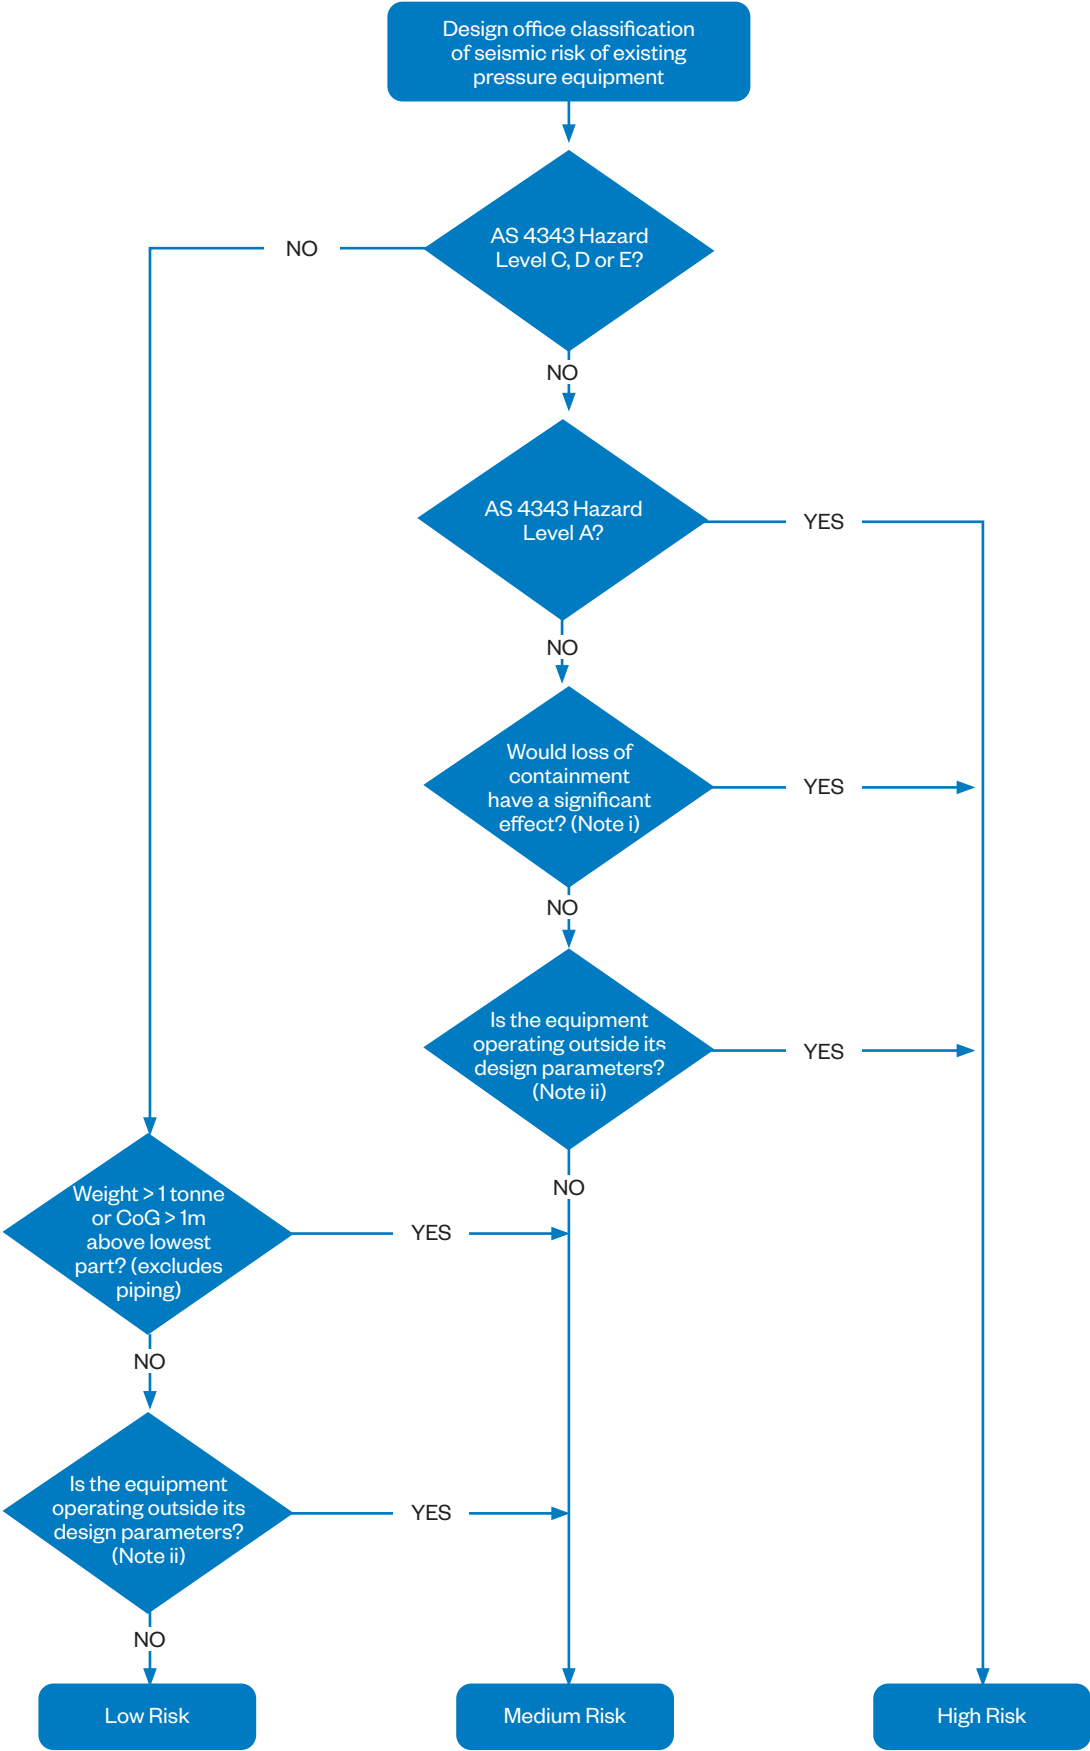 Design office classification
of seismic risk of existing
pressure equipment
AS 4343 Hazard
Level C, D or E?
NO
NO
AS 4343 Hazard
Level A?
YES
NO
Would loss of
containment
have a significant
effect? (Note i)
YES
NO
Is the equipment
operating outside its
design parameters?
(Note ii)
YES
NO
Weight > 1 tonne
or CoG > 1m
above lowest
part? (excludes
piping)
YES
NO
Is the equipment
operating outside its
design parameters?
(Note ii)
YES
NO
Low Risk
Medium Risk
High Risk